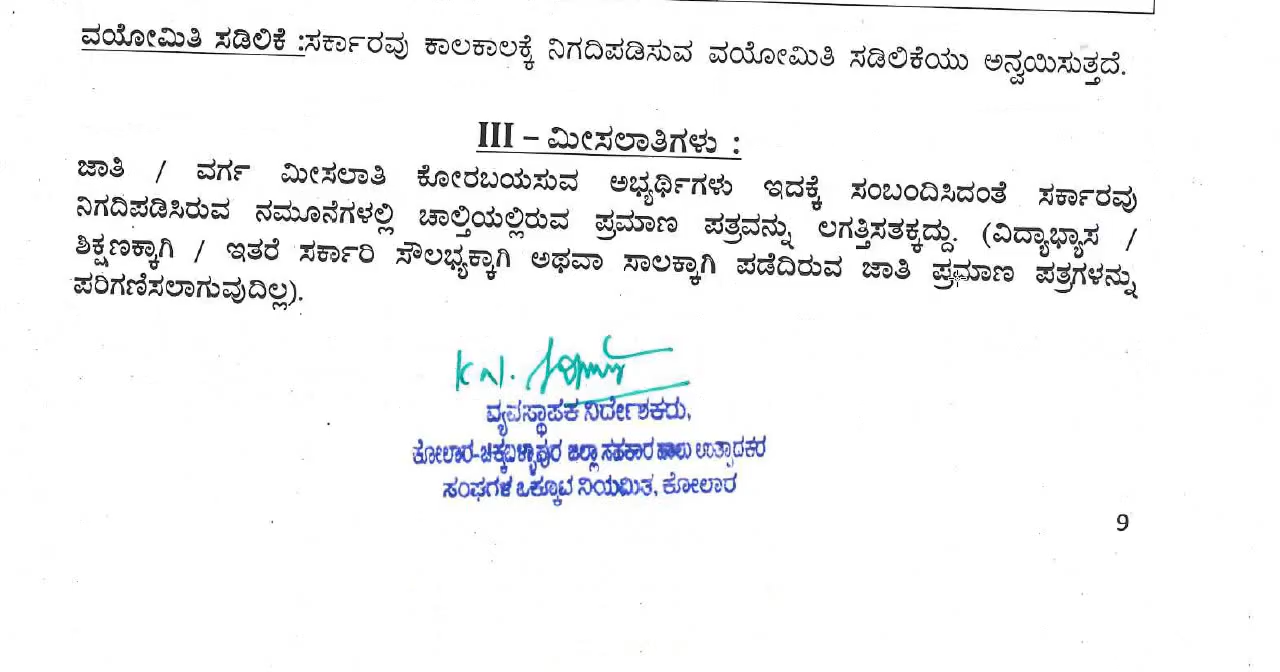 ವಯೋಮಿತಿ ಸಡಿಲಿಕೆ :ಸರ್ಕಾರವು ಕಾಲಕಾಲಕ್ಕೆ ನಿಗದಿಪಡಿಸುವ ವಯೋಮಿತಿ ಸಡಿಲಿಕೆಯು ಅನ್ವಯಿಸುತ್ತದೆ.
III – ಮೀಸಲಾತಿಗಳು :
ಜಾತಿ / ವರ್ಗ ಮೀಸಲಾತಿ ಕೋರಬಯಸುವ ಅಭ್ಯರ್ಥಿಗಳು ಇದಕ್ಕೆ ಸಂಬಂದಿಸಿದಂತೆ ಸರ್ಕಾರವು
ನಿಗದಿಪಡಿಸಿರುವ ನಮೂನೆಗಳಲ್ಲಿ ಚಾಲ್ತಿಯಲ್ಲಿರುವ ಪ್ರಮಾಣ ಪತ್ರವನ್ನು ಲಗತ್ತಿಸತಕ್ಕದ್ದು. (ವಿದ್ಯಾಭ್ಯಾಸ /
ಶಿಕ್ಷಣಕ್ಕಾಗಿ / ಇತರೆ ಸರ್ಕಾರಿ ಸೌಲಭ್ಯಕ್ಕಾಗಿ ಅಥವಾ ಸಾಲಕ್ಕಾಗಿ ಪಡೆದಿರುವ ಜಾತಿ ಪ್ರಮಾಣ ಪತ್ರಗಳನ್ನು
ಪರಿಗಣಿಸಲಾಗುವುದಿಲ್ಲ).
K N.
ವ್ಯವಸ್ಥಾಪಕ ನಿರ್ದೇಶಕರು,
ಕೋಲಾರ-ಚಿಕ್ಕಬಳ್ಳಾಪುರ ಜಿಲ್ಲಾ ಸಹಕಾರ ಹಾಲು ಉತ್ಪಾದಕರ
ಸಂಘಗಳ ಒಕ್ಕೂಟ ನಿಯಮಿತ, ಕೋಲಾರ
9